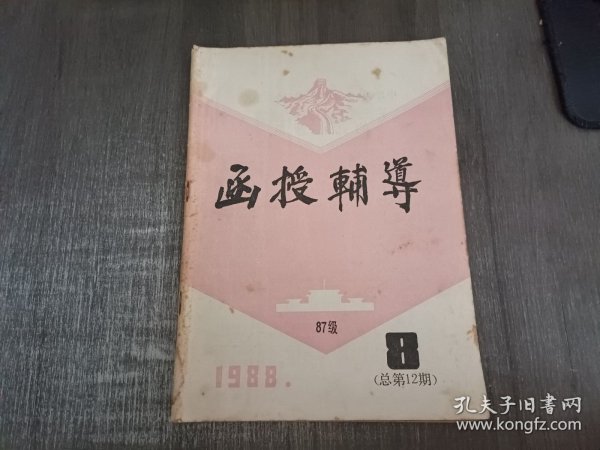 函授輔導
87级
1988.
8
(总第12期)
孔夫子旧书网
www.kongfz.com